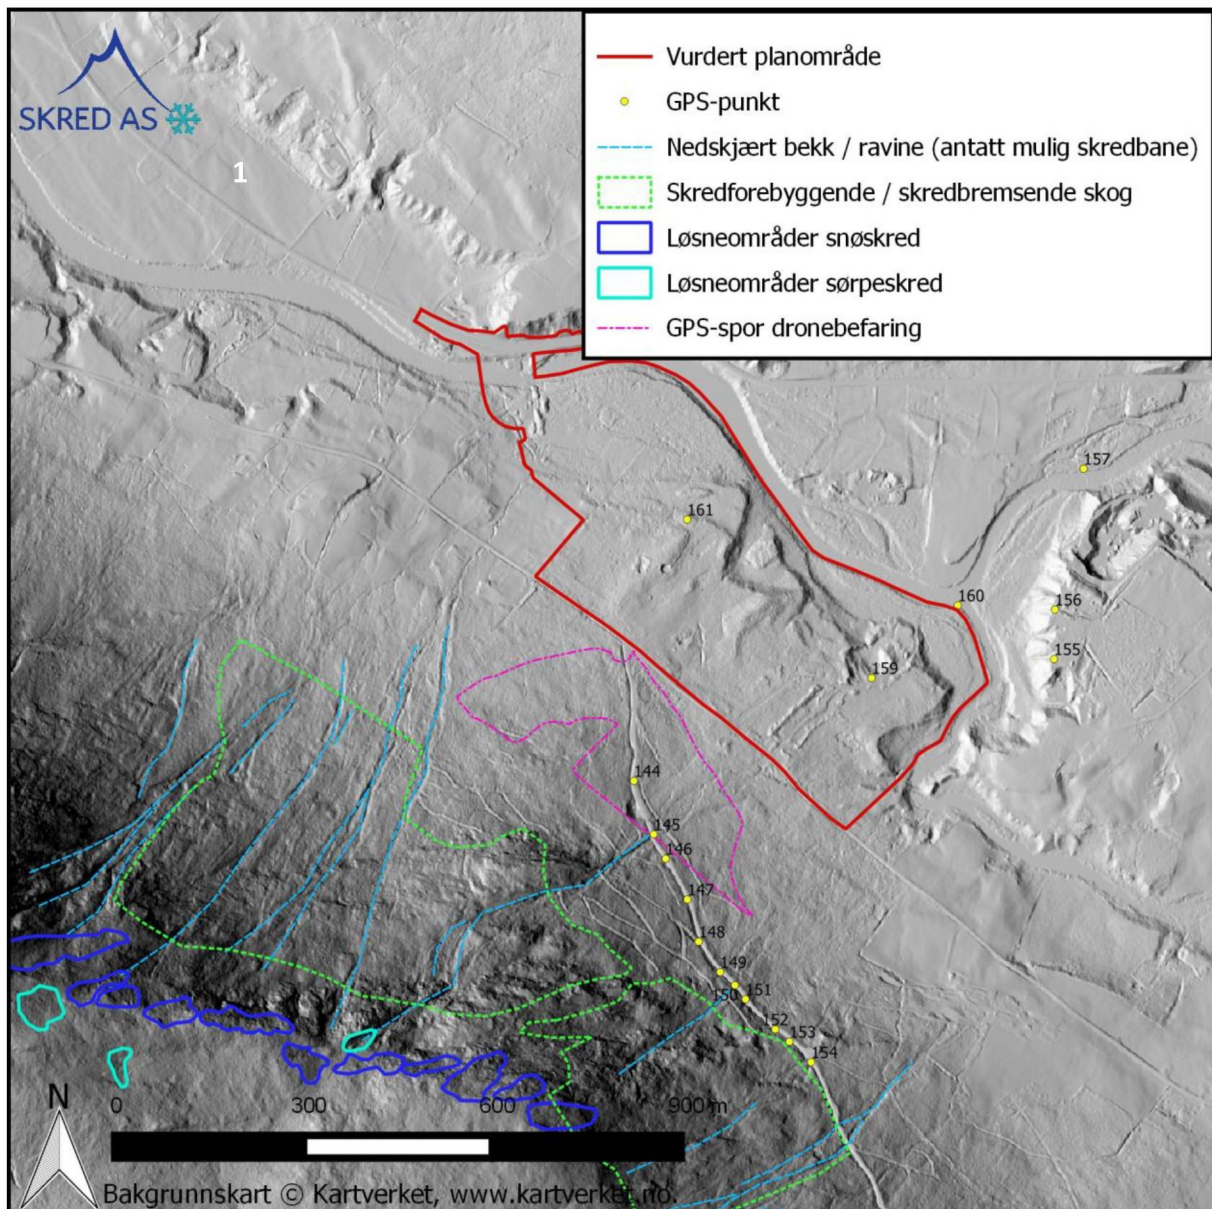 SKRED AS
1
Vurdert planområde
GPS-punkt
Nedskjært bekk / ravine (antatt mulig skredbane)
Skredforebyggende / skredbremsende skog
Løsneområder snøskred
Løsneområder sørpeskred
GPS-spor dronebefaring
157
161
160
156
155
159
144
145
146
147
148
149
150
151
152
153
154
N
0 300 600 900 m
Bakgrunnskart © Kartverket, www.kartverket.no.